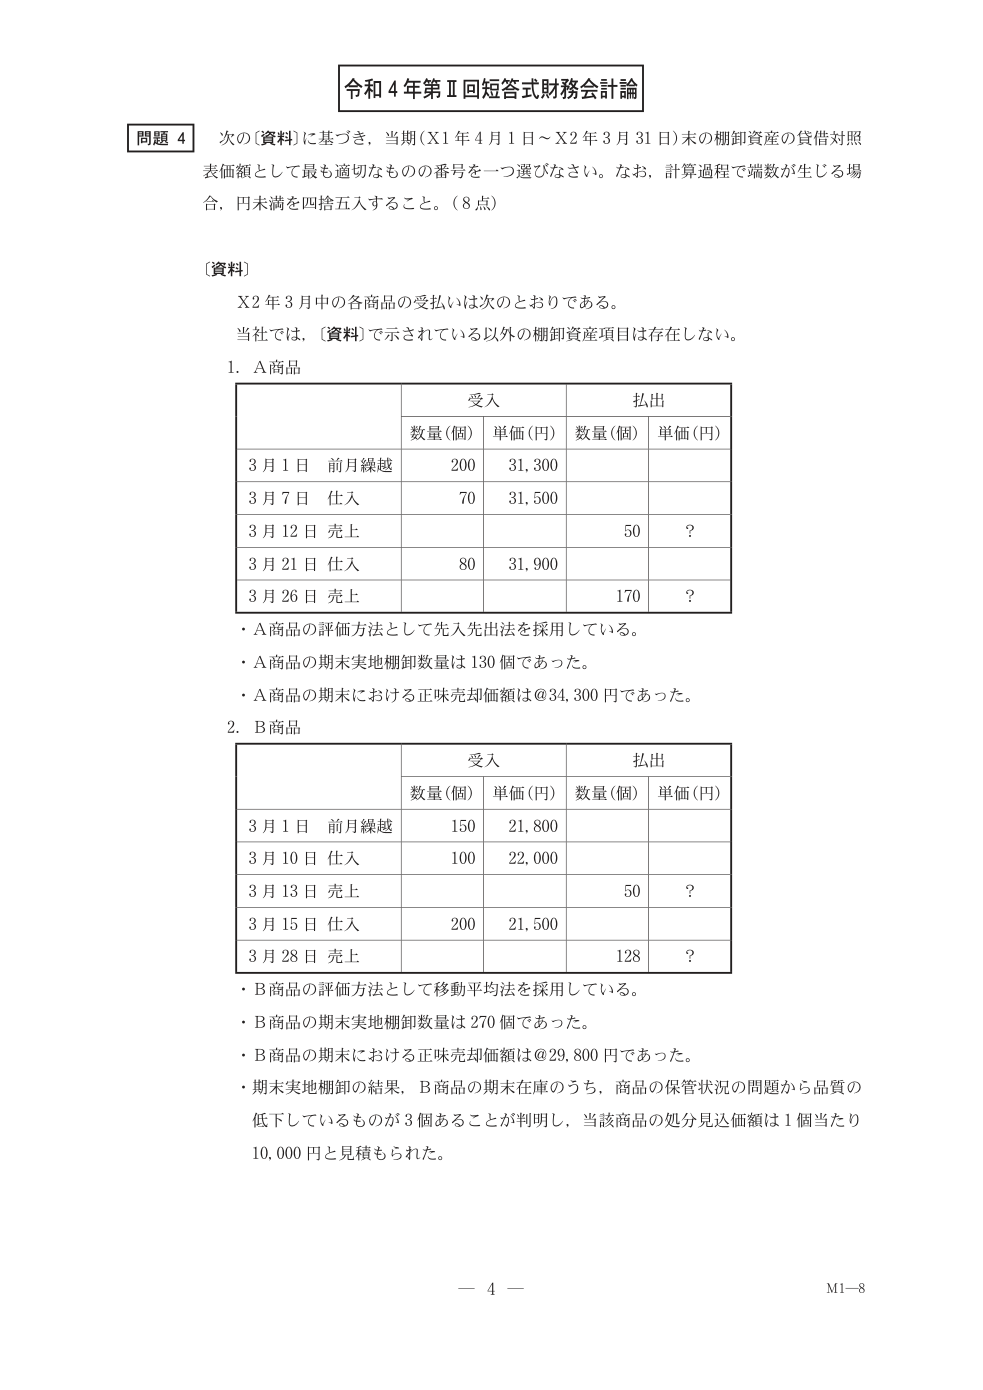 令和4年第Ⅱ回短答式財務会計論
問題 4 次の〔資料〕に基づき，当期(X1年4月1日～X2年3月31日)末の棚卸資産の貸借対照
表価額として最も適切なものの番号を一つ選びなさい。なお，計算過程で端数が生じる場
合，円未満を四捨五入すること。(8点)
〔資料〕
X2年3月中の各商品の受払いは次のとおりである。
当社では，〔資料〕で示されている以外の棚卸資産項目は存在しない。
1. A商品
受入 払出
数量(個) 単価(円) 数量(個) 単価(円)
3月1日 前月繰越 200 31,300
3月7日 仕入 70 31,500
3月12日 売上 50 ?
3月21日 仕入 80 31,900
3月26日 売上 170 ?
・A商品の評価方法として先入先出法を採用している。
・A商品の期末実地棚卸数量は130個であった。
・A商品の期末における正味売却価額は@34,300円であった。
2. B商品
受入 払出
数量(個) 単価(円) 数量(個) 単価(円)
3月1日 前月繰越 150 21,800
3月10日 仕入 100 22,000
3月13日 売上 50 ?
3月15日 仕入 200 21,500
3月28日 売上 128 ?
・B商品の評価方法として移動平均法を採用している。
・B商品の期末実地棚卸数量は270個であった。
・B商品の期末における正味売却価額は@29,800円であった。
・期末実地棚卸の結果，B商品の期末在庫のうち，商品の保管状況の問題から品質の
低下しているものが3個あることが判明し，当該商品の処分見込価額は1個当たり
10,000円と見積もられた。
― 4 ― M1―8